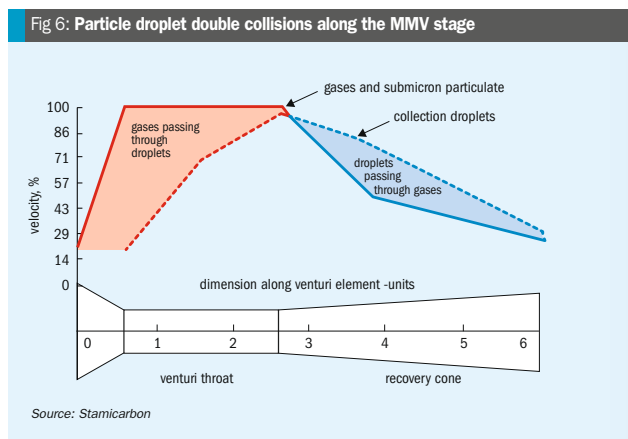 Fig 6: Particle droplet double collisions along the MMV stage
gases and submicron particulate
collection droplets
100
86
71
57
43
29
14
0
velocity, %
gases passing
through
droplets
droplets
passing
through gases
dimension along venturi element -units
0 1 2 3 4 5 6
venturi throat
recovery cone
Source: Stamicarbon